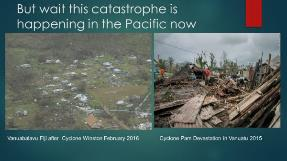 But wait this catastrophe is
happening in the Pacific now
Vanuabalavu Fiji after Cyclone Winston February 2016
Cyclone Pam Devastation in Vanuatu 2015